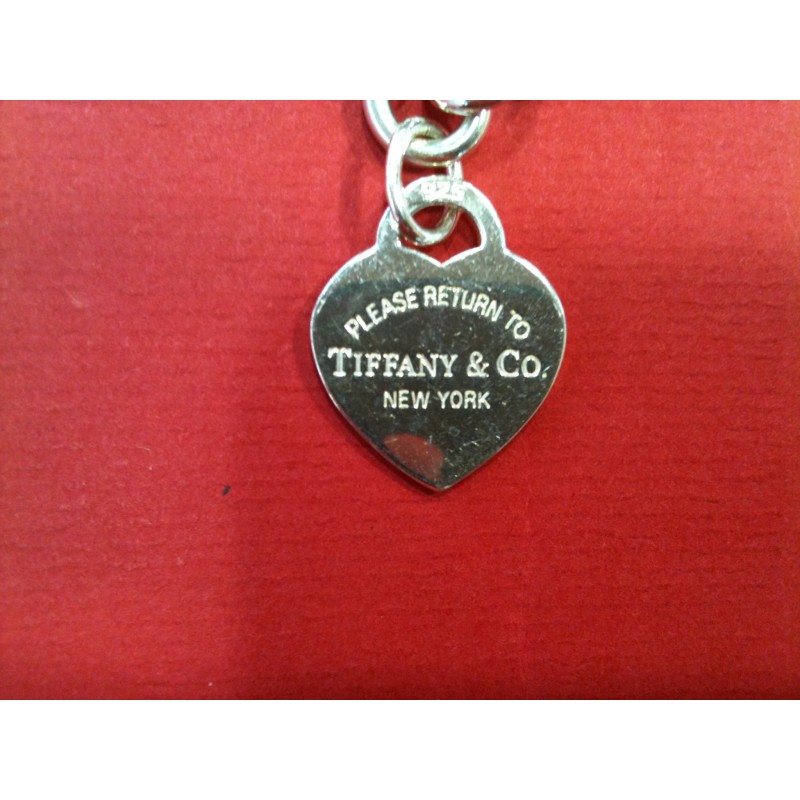 925
PLEASE RETURN TO
TIFFANY & CO.
NEW YORK